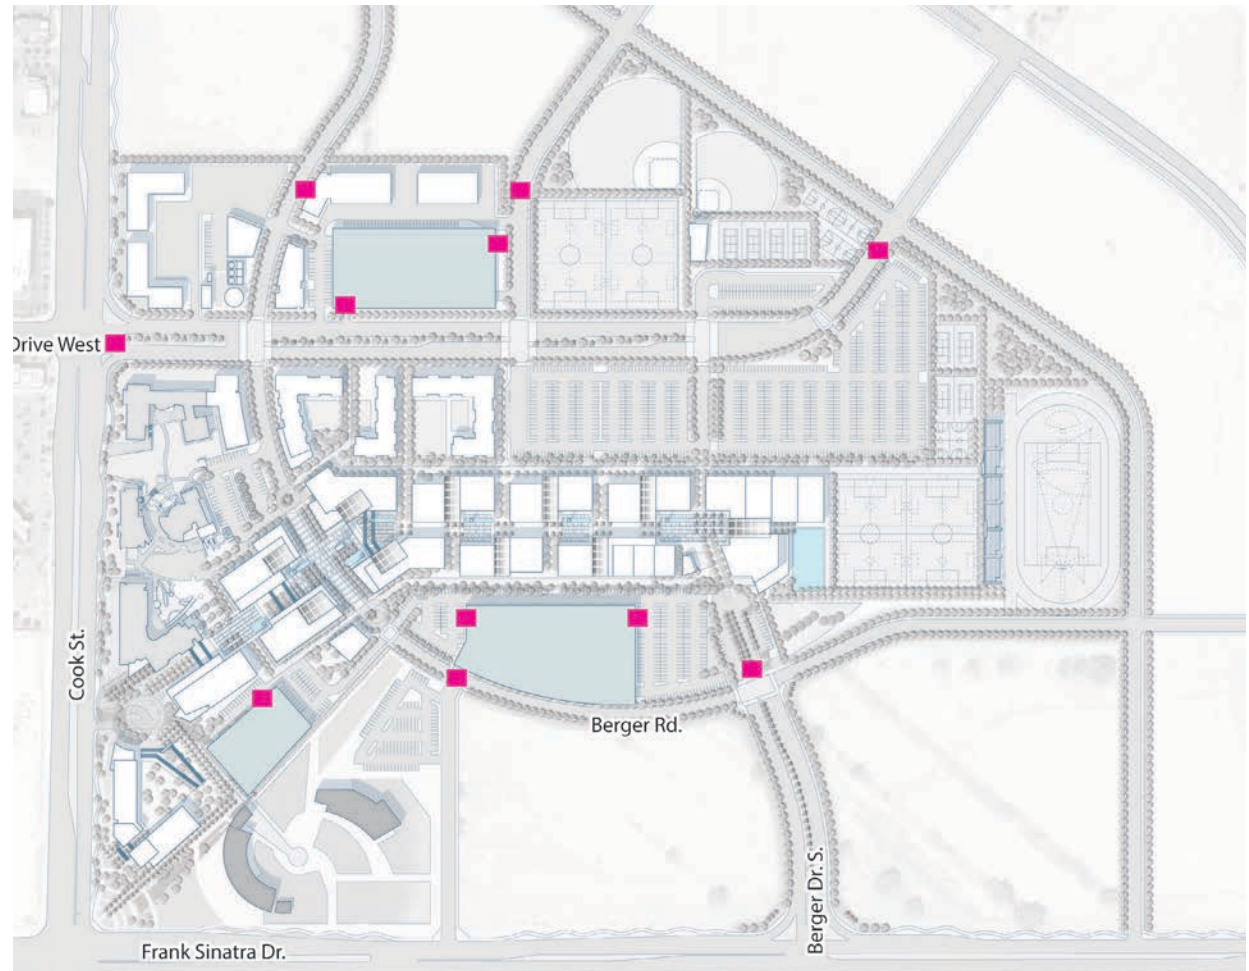 Drive West
Cook St.
Berger Rd.
Berger Dr. S.
Frank Sinatra Dr.